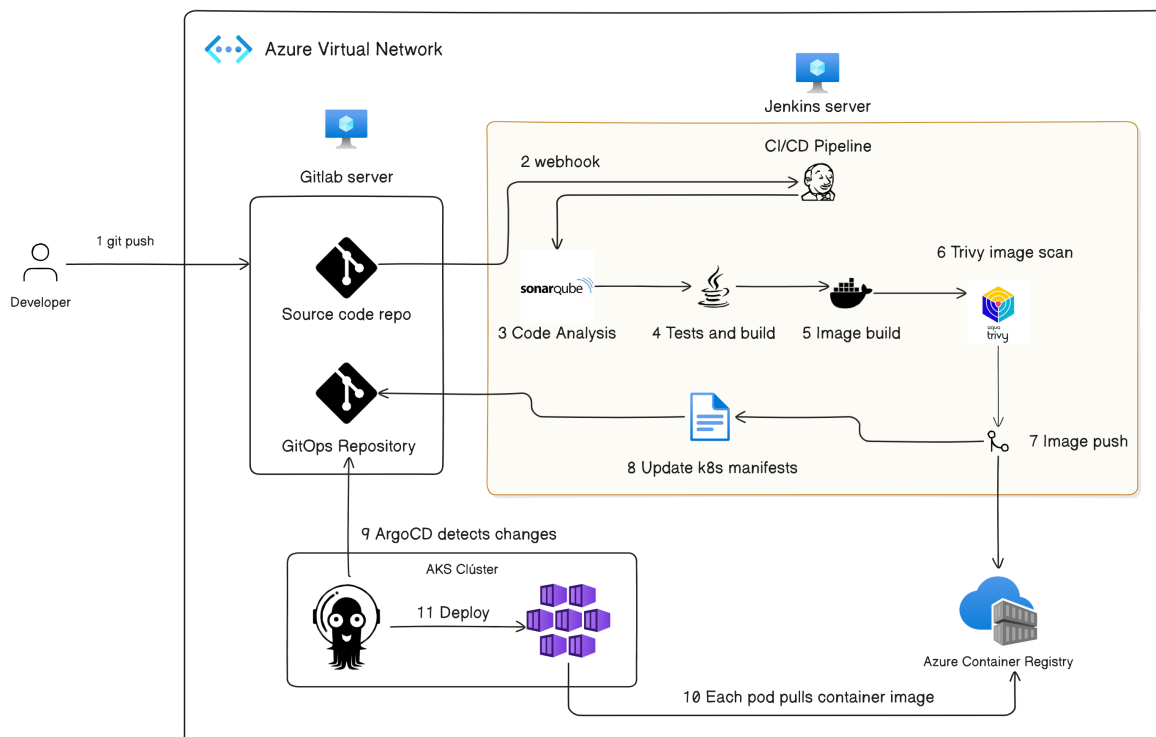 Azure Virtual Network
Jenkins server
Gitlab server
CI/CD Pipeline
2 webhook
1 git push
Developer
Source code repo
sonarqube
3 Code Analysis
4 Tests and build
5 Image build
6 Trivy image scan
aqua
trivy
GitOps Repository
8 Update k8s manifests
7 Image push
9 ArgoCD detects changes
AKS Clúster
11 Deploy
Azure Container Registry
10 Each pod pulls container image